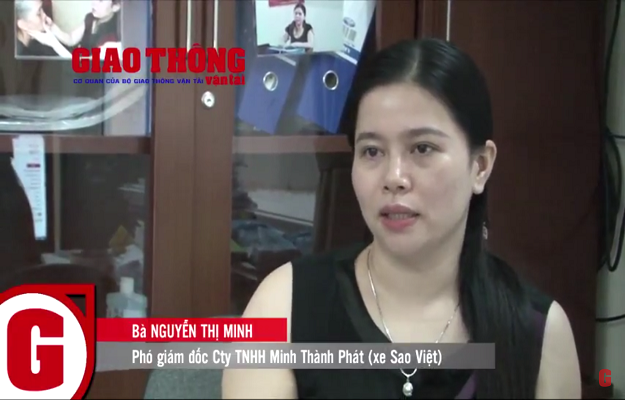 GIAO THÔNG
CƠ QUAN CỦA BỘ GIAO THÔNG VẬN TẢI
vận tải
G
Bà NGUYỄN THỊ MINH
Phó giám đốc Cty TNHH Minh Thành Phát (xe Sao Việt)
G